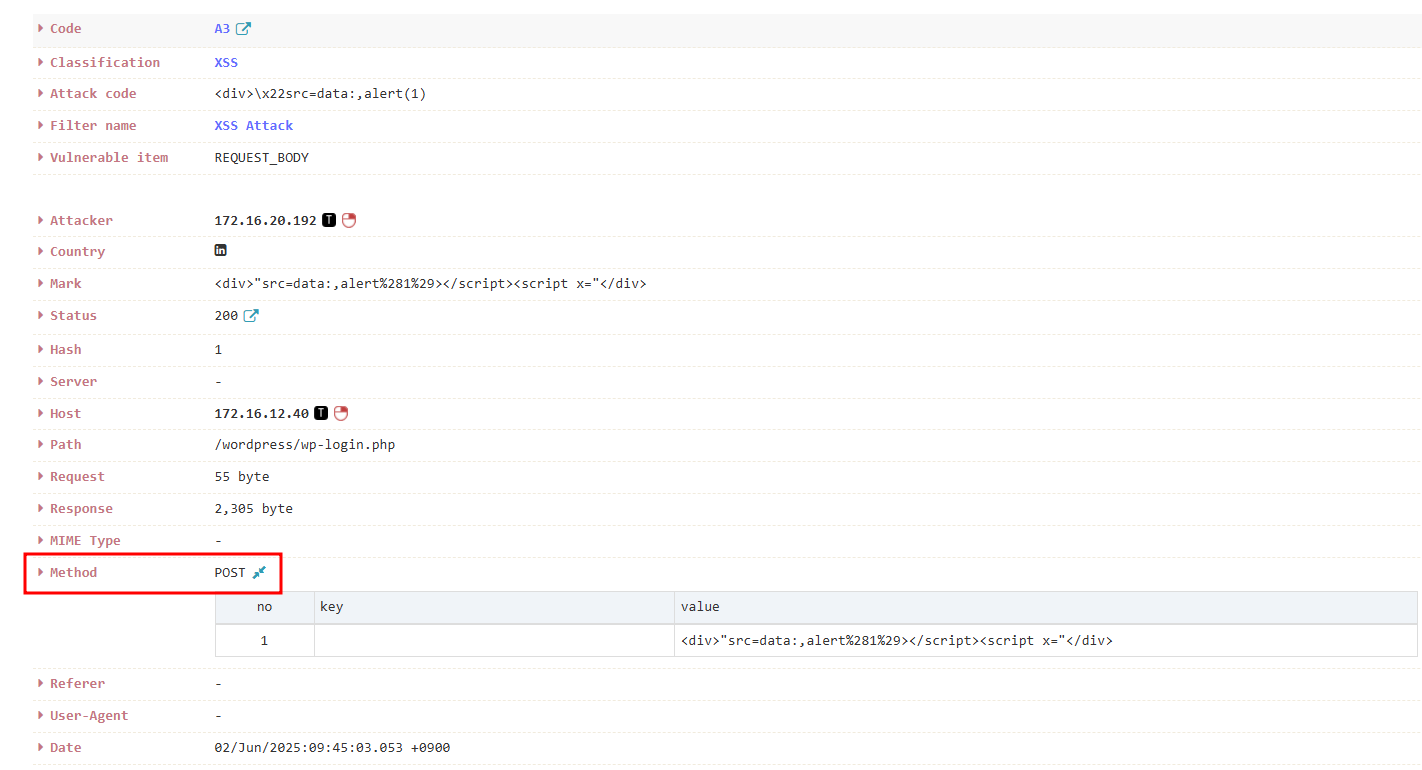 Code A3
Classification XSS
Attack code <div>\x22src=data:,alert(1)
Filter name XSS Attack
Vulnerable item REQUEST_BODY
Attacker 172.16.20.192 T
Country in
Mark <div>"src=data:,alert%281%29></script><script x="</div>
Status 200
Hash 1
Server -
Host 172.16.12.40 T
Path /wordpress/wp-login.php
Request 55 byte
Response 2,305 byte
MIME Type -
Method POST
no key value
1 <div>"src=data:,alert%281%29></script><script x="</div>
Referer -
User-Agent -
Date 02/Jun/2025:09:45:03.053 +0900